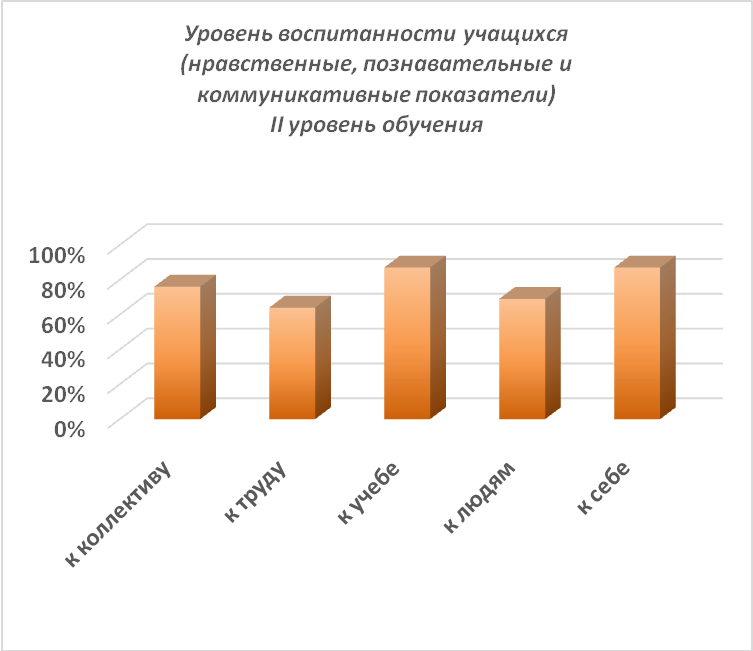 Уровень воспитанности учащихся
(нравственные, познавательные и
коммуникативные показатели)
II уровень обучения
100%
80%
60%
40%
20%
0%
к коллективу
к труду
к учебе
к людям
к себе